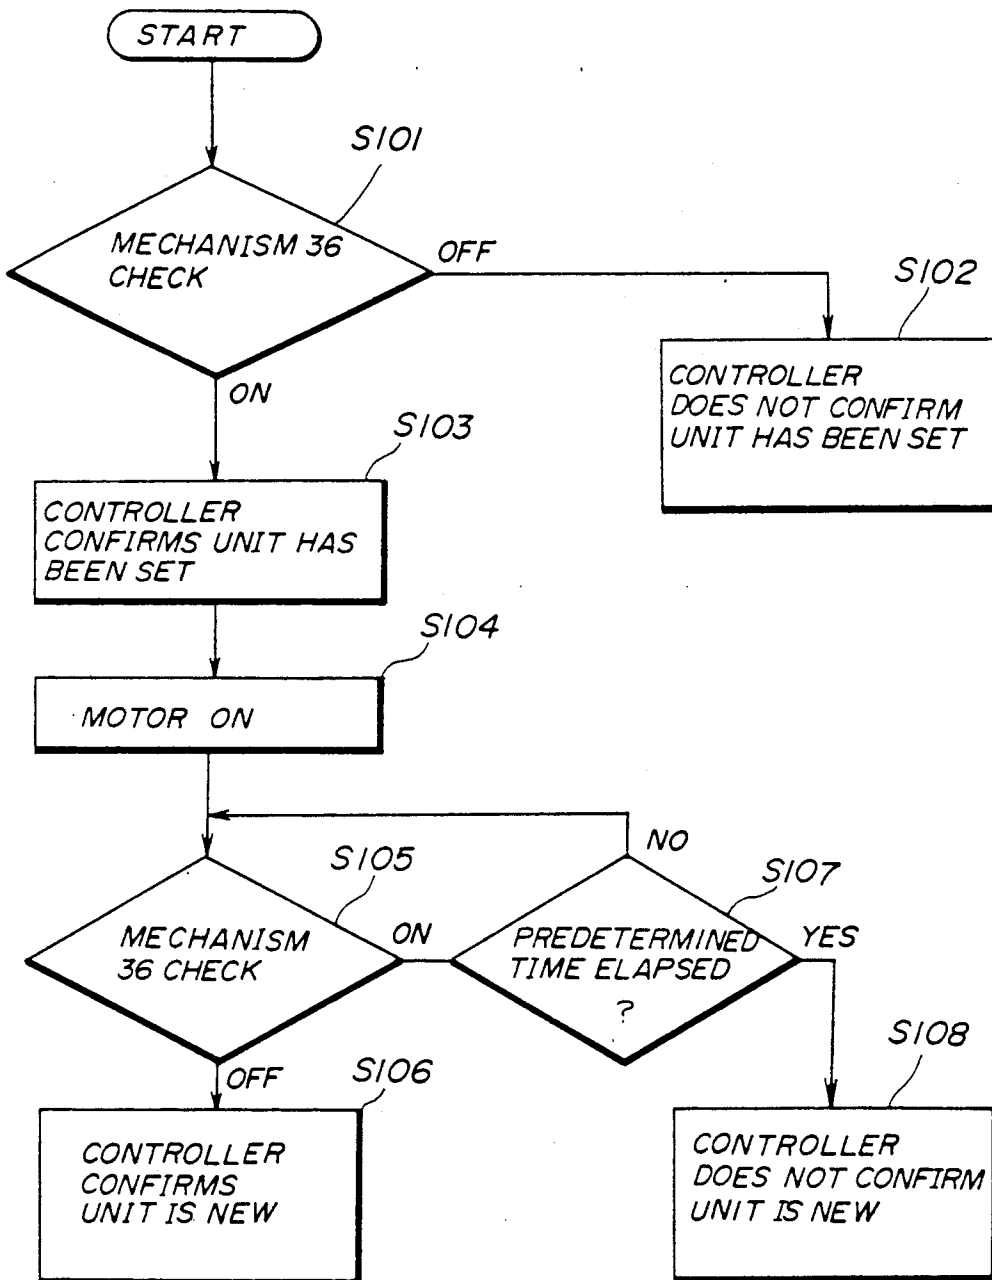 START
S101
MECHANISM 36
CHECK
OFF
S102
CONTROLLER
DOES NOT CONFIRM
UNIT HAS BEEN SET
ON
S103
CONTROLLER
CONFIRMS UNIT HAS
BEEN SET
S104
MOTOR ON
NO
S105
S107
MECHANISM
36 CHECK
ON
PREDETERMINED
TIME ELAPSED
?
YES
OFF
S106
S108
CONTROLLER
CONFIRMS
UNIT IS NEW
CONTROLLER
DOES NOT CONFIRM
UNIT IS NEW